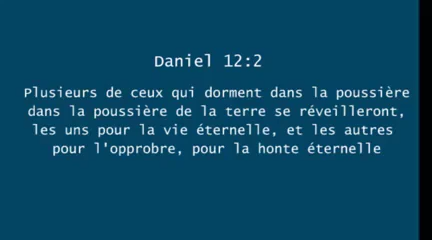 Daniel 12:2
Plusieurs de ceux qui dorment dans la poussière
dans la poussière de la terre se réveilleront,
les uns pour la vie éternelle, et les autres
pour l'opprobre, pour la honte éternelle